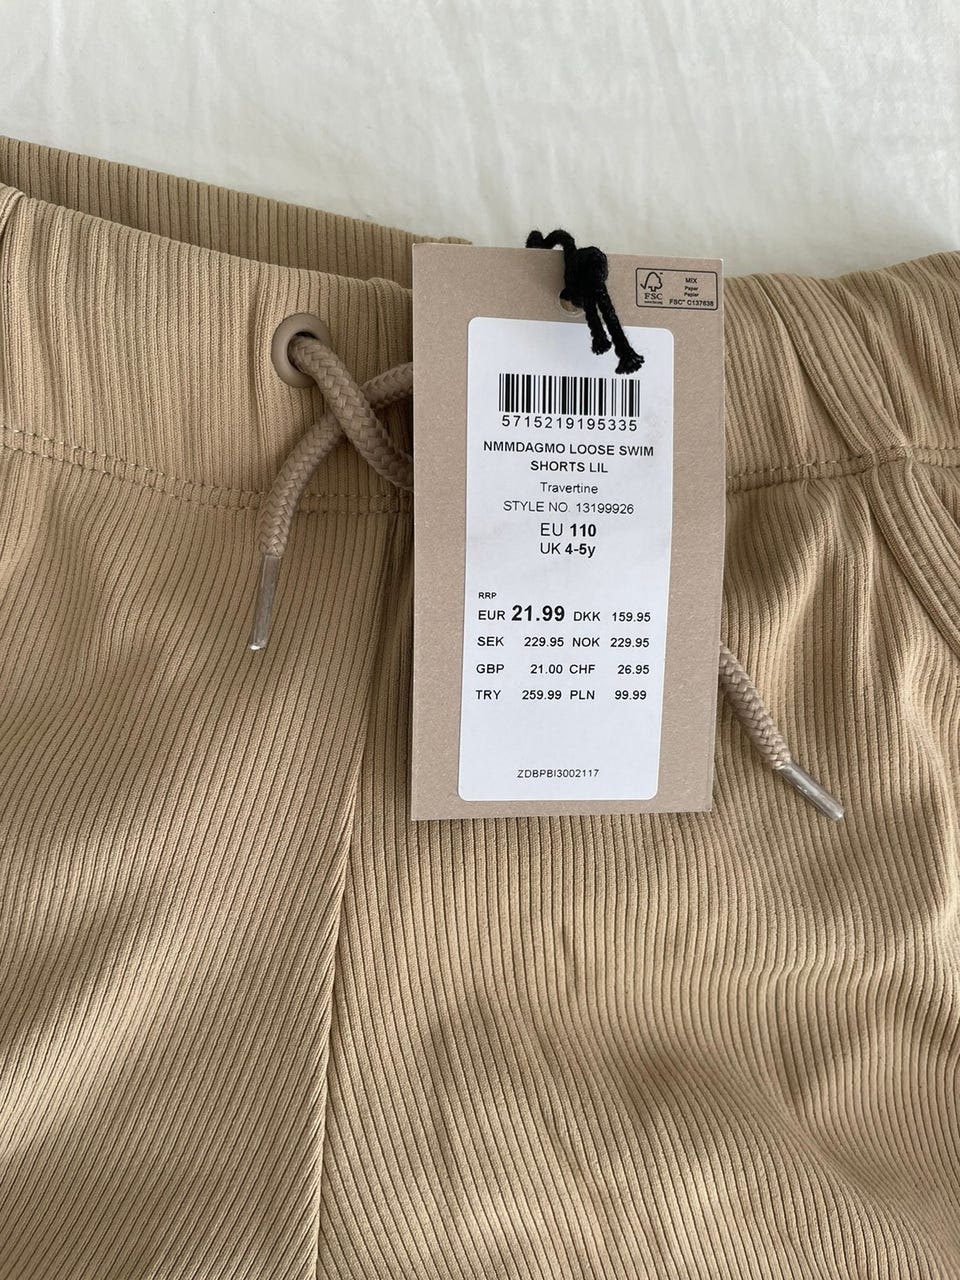 FSC
MIX
Paper
Papier
FSC® C137638
5715219195335
NMMDAGMO LOOSE SWIM
SHORTS LIL
Travertine
STYLE NO. 13199926
EU 110
UK 4-5y
RRP
EUR 21.99 DKK 159.95
SEK 229.95 NOK 229.95
GBP 21.00 CHF 26.95
TRY 259.99 PLN 99.99
ZDBPBI3002117